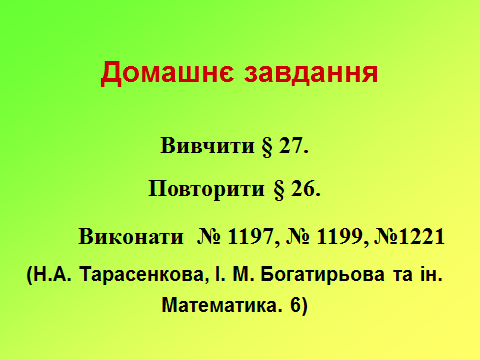 Домашнє завдання
Вивчити § 27.
Повторити § 26.
Виконати № 1197, № 1199, №1221
(Н.А. Тарасенкова, І. М. Богатирьова та ін.
Математика. 6)